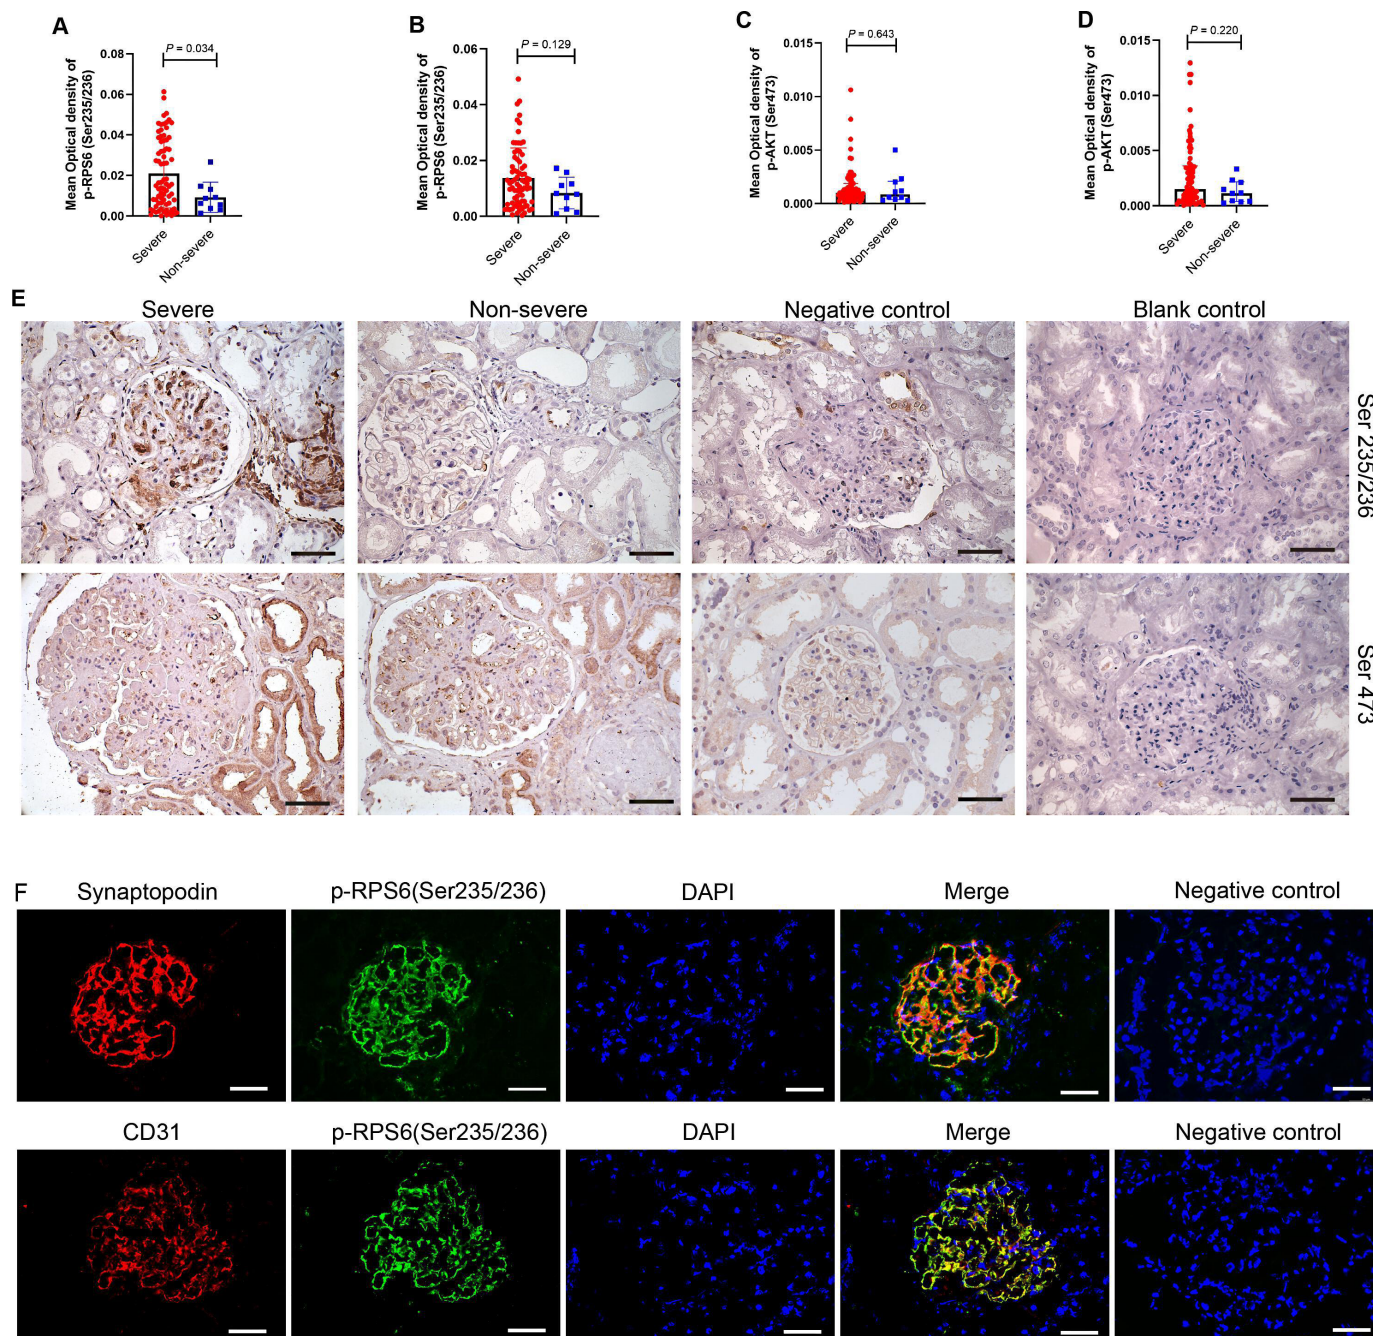 A
P = 0.034
Mean Optical density of
p-RPS6 (Ser235/236)
0.08
0.06
0.04
0.02
0.00
Severe
Non-severe
B
P = 0.129
Mean Optical density of
p-RPS6 (Ser235/236)
0.06
0.04
0.02
0.00
Severe
Non-severe
C
P = 0.643
Mean Optical density of
p-AKT (Ser473)
0.015
0.010
0.005
0.000
Severe
Non-severe
D
P = 0.220
Mean Optical density of
p-AKT (Ser473)
0.015
0.010
0.005
0.000
Severe
Non-severe
E
Severe
Non-severe
Negative control
Blank control
Ser 235/236
Ser 473
F
Synaptopodin
p-RPS6(Ser235/236)
DAPI
Merge
Negative control
CD31
p-RPS6(Ser235/236)
DAPI
Merge
Negative control